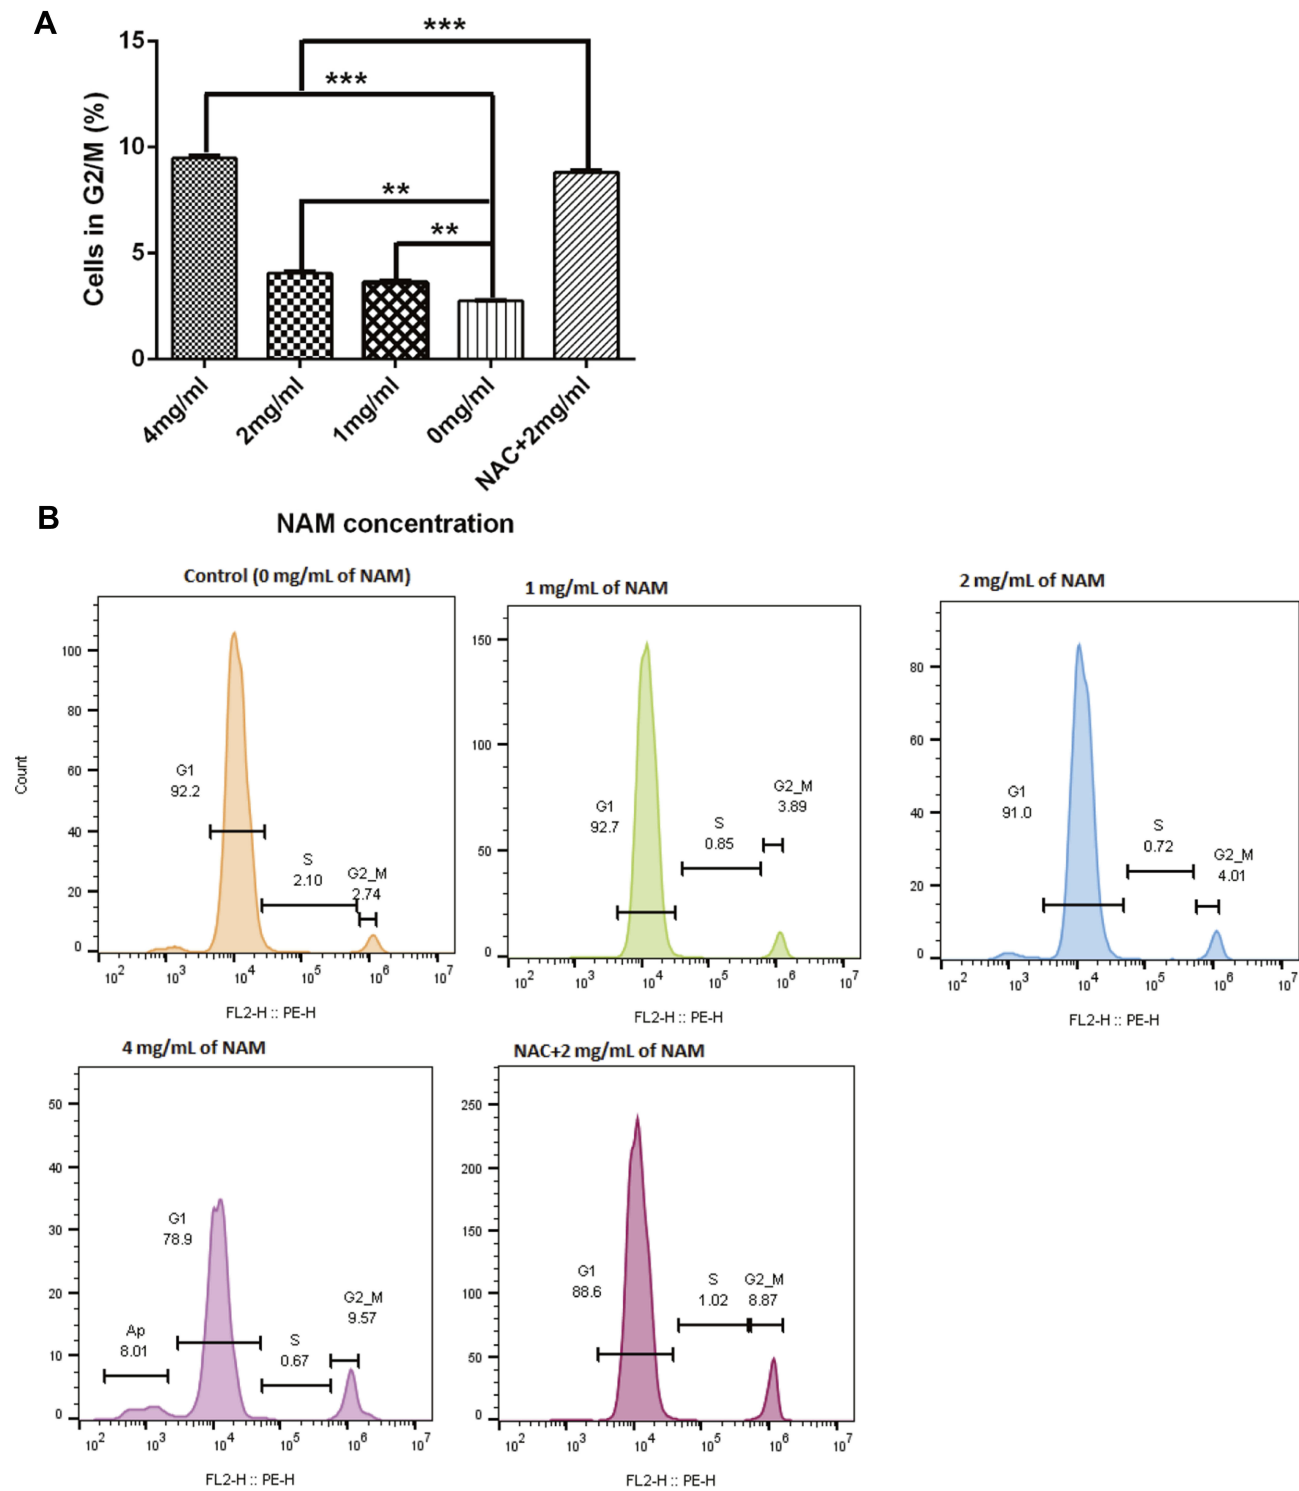 A
***
***
**
**
Cells in G2/M (%)
15
10
5
0
4mg/ml
2mg/ml
1mg/ml
0mg/ml
NAC+2mg/ml
NAM concentration
B
Control (0 mg/mL of NAM)
Count
100
80
60
40
20
0
G1
92.2
S
2.10
G2_M
2.74
10^2 10^3 10^4 10^5 10^6 10^7
FL2-H :: PE-H
1 mg/mL of NAM
150
100
50
0
G1
92.7
S
0.85
G2_M
3.89
10^2 10^3 10^4 10^5 10^6 10^7
FL2-H :: PE-H
2 mg/mL of NAM
80
60
40
20
0
G1
91.0
S
0.72
G2_M
4.01
10^2 10^3 10^4 10^5 10^6 10^7
FL2-H :: PE-H
4 mg/mL of NAM
50
40
30
20
10
0
Ap
8.01
G1
78.9
S
0.67
G2_M
9.57
10^2 10^3 10^4 10^5 10^6 10^7
FL2-H :: PE-H
NAC+2 mg/mL of NAM
250
200
150
100
50
0
G1
88.6
S
1.02
G2_M
8.87
10^2 10^3 10^4 10^5 10^6 10^7
FL2-H :: PE-H